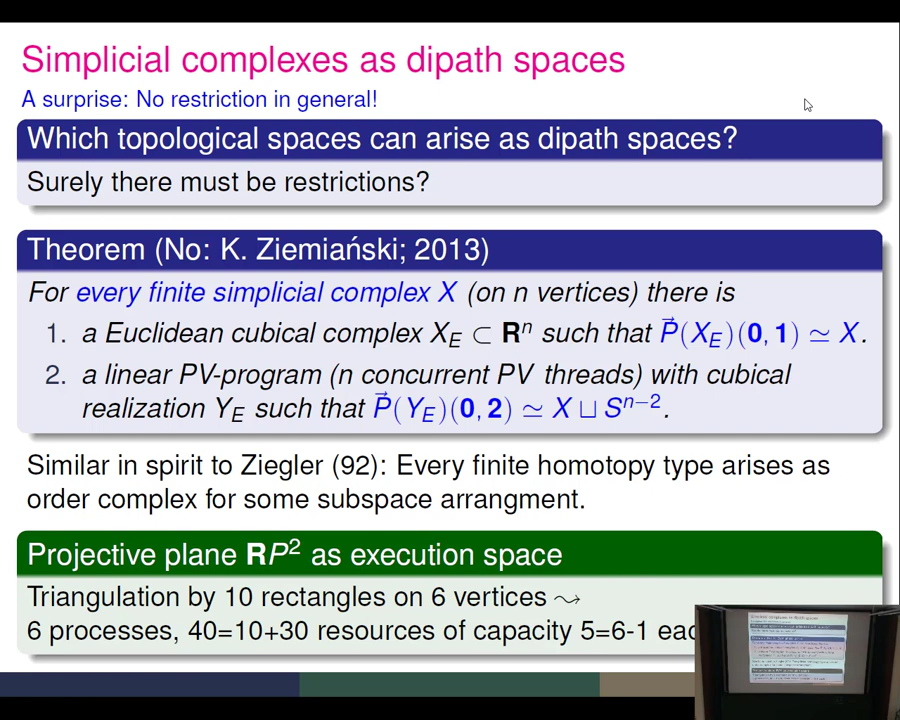 Simplicial complexes as dipath spaces
A surprise: No restriction in general!
Which topological spaces can arise as dipath spaces?
Surely there must be restrictions?
Theorem (No: K. Ziemiański; 2013)
For every finite simplicial complex X (on n vertices) there is
1. a Euclidean cubical complex X_E ⊂ R^n such that P⃗(X_E)(0, 1) ≃ X.
2. a linear PV-program (n concurrent PV threads) with cubical
realization Y_E such that P⃗(Y_E)(0, 2) ≃ X ⊔ S^{n−2}.
Similar in spirit to Ziegler (92): Every finite homotopy type arises as
order complex for some subspace arrangment.
Projective plane RP² as execution space
Triangulation by 10 rectangles on 6 vertices ⤳
6 processes, 40=10+30 resources of capacity 5=6-1